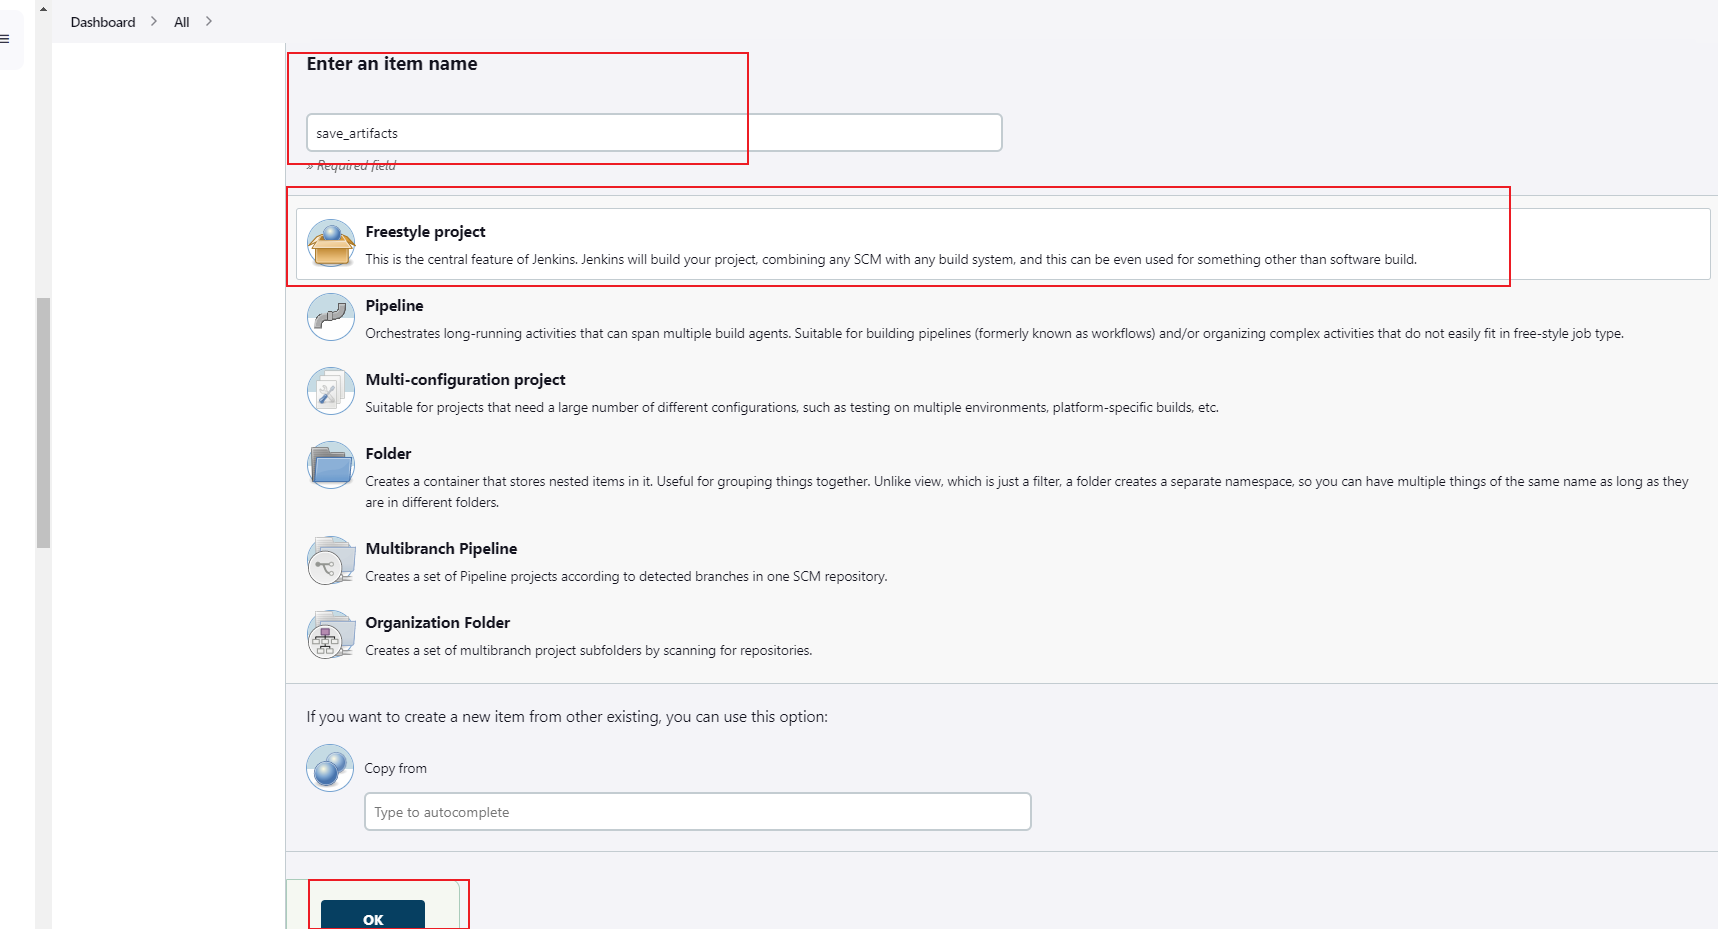 Dashboard > All >
Enter an item name
save_artifacts
» Required field
Freestyle project
This is the central feature of Jenkins. Jenkins will build your project, combining any SCM with any build system, and this can be even used for something other than software build.
Pipeline
Orchestrates long-running activities that can span multiple build agents. Suitable for building pipelines (formerly known as workflows) and/or organizing complex activities that do not easily fit in free-style job type.
Multi-configuration project
Suitable for projects that need a large number of different configurations, such as testing on multiple environments, platform-specific builds, etc.
Folder
Creates a container that stores nested items in it. Useful for grouping things together. Unlike view, which is just a filter, a folder creates a separate namespace, so you can have multiple things of the same name as long as they
are in different folders.
Multibranch Pipeline
Creates a set of Pipeline projects according to detected branches in one SCM repository.
Organization Folder
Creates a set of multibranch project subfolders by scanning for repositories.
If you want to create a new item from other existing, you can use this option:
Copy from
Type to autocomplete
OK